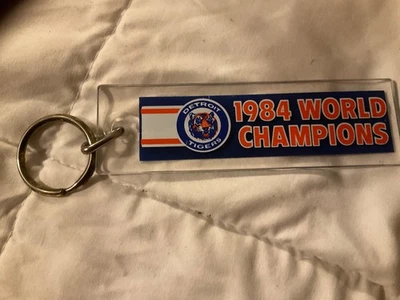 DETROIT
TIGERS
1984 WORLD
CHAMPIONS